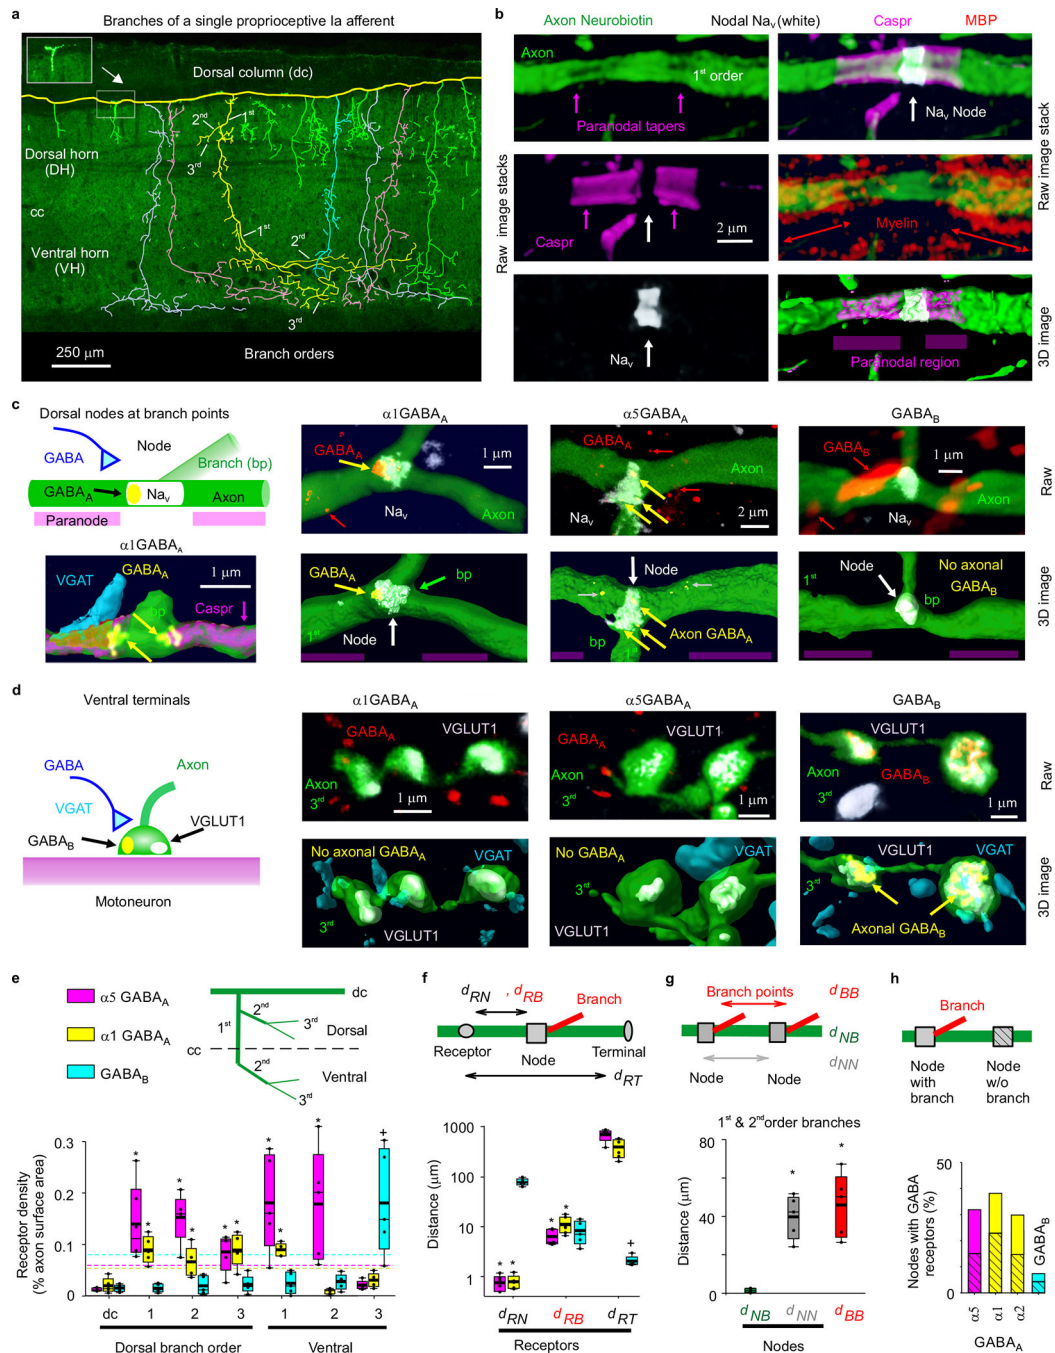 a
Branches of a single proprioceptive Ia afferent
Dorsal column (dc)
2nd
1st
3rd
Dorsal horn
(DH)
cc
Ventral horn
(VH)
1st
2nd
3rd
250 µm
Branch orders
b
Axon Neurobiotin
Nodal Nav (white)
Caspr
MBP
Raw image stacks
Axon
1st order
Paranodal tapers
Nav Node
Raw image stack
Caspr
2 µm
Myelin
Nav
Paranodal region
3D image
c
Dorsal nodes at branch points
GABA
Node
Branch (bp)
GABAA
Nav
Axon
Paranode
α1GABAA
VGAT
GABAA
1 µm
bp
Caspr
α1GABAA
GABAA
1 µm
Nav
Axon
GABAA
bp
1st
Node
α5GABAA
GABAA
Axon
Nav
2 µm
Node
bp
Axon GABAA
GABAB
GABAB
1 µm
Axon
Nav
Raw
1st
Node
No axonal
GABAB
bp
3D image
d
Ventral terminals
GABA
Axon
VGAT
VGLUT1
GABAB
Motoneuron
α1GABAA
GABAA
VGLUT1
Axon
3rd
1 µm
No axonal GABAA
VGAT
3rd
VGLUT1
α5GABAA
VGLUT1
GABAA
Axon
3rd
1 µm
No GABAA
VGAT
3rd
VGLUT1
GABAB
VGLUT1
Axon
GABAB
3rd
1 µm
Raw
VGLUT1
VGAT
3rd
Axonal GABAB
3D image
e
α5 GABAA
α1 GABAA
GABAB
dc
1st
2nd
3rd
Dorsal
cc
2nd
Ventral
3rd
Receptor density
(% axon surface area)
0.3
0.2
0.1
0
* * * * * * * * * +
dc 1 2 3 1 2 3
Dorsal branch order
Ventral
f
dRN , dRB
Branch
Receptor
Node
Terminal
dRT
Distance (µm)
1000
100
10
1
* * * * +
dRN dRB dRT
Receptors
g
Branch points
dBB
dNB
dNN
Node
Node
1st & 2nd order branches
Distance (µm)
80
40
0
* *
dNB dNN dBB
Nodes
h
Branch
Node
with
branch
Node
w/o
branch
Nodes with GABA
receptors (%)
50
0
GABAB
α5 α1 α2
GABAA